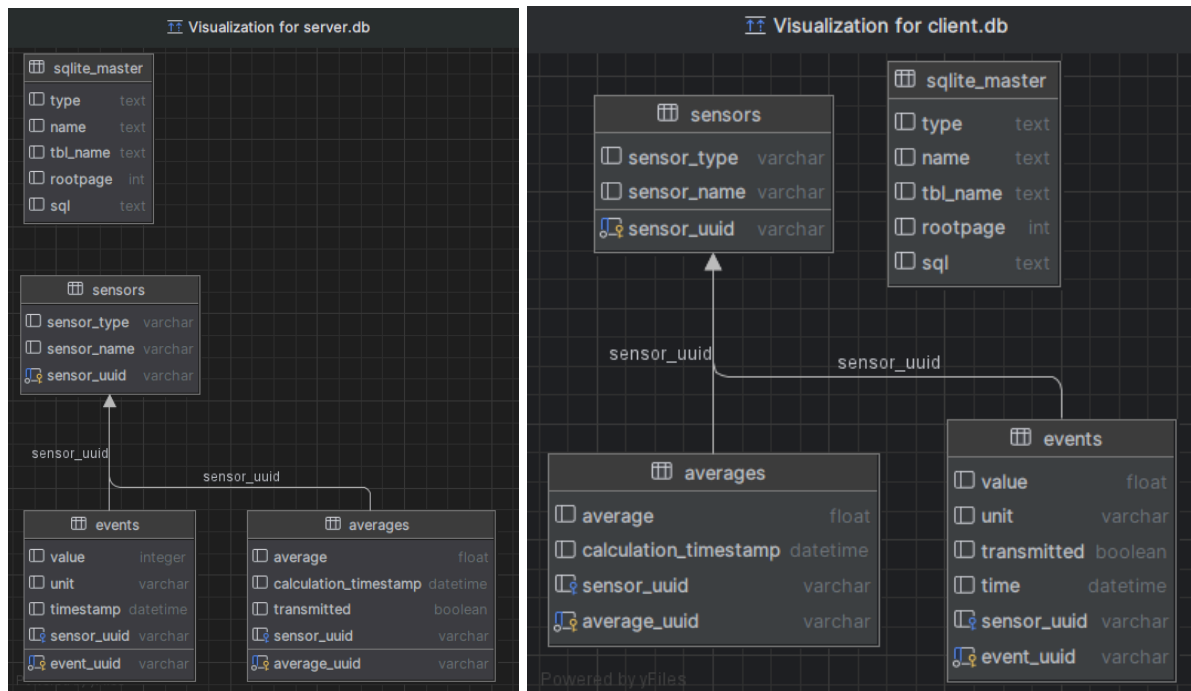 Visualization for server.db
sqlite_master
type text
name text
tbl_name text
rootpage int
sql text
sensors
sensor_type varchar
sensor_name varchar
sensor_uuid varchar
sensor_uuid
sensor_uuid
events
value integer
unit varchar
timestamp datetime
sensor_uuid varchar
event_uuid varchar
averages
average float
calculation_timestamp datetime
transmitted boolean
sensor_uuid varchar
average_uuid varchar
Visualization for client.db
sensors
sensor_type varchar
sensor_name varchar
sensor_uuid varchar
sqlite_master
type text
name text
tbl_name text
rootpage int
sql text
sensor_uuid
sensor_uuid
averages
average float
calculation_timestamp datetime
sensor_uuid varchar
average_uuid varchar
events
value float
unit varchar
transmitted boolean
time datetime
sensor_uuid varchar
event_uuid varchar
Powered by yFiles